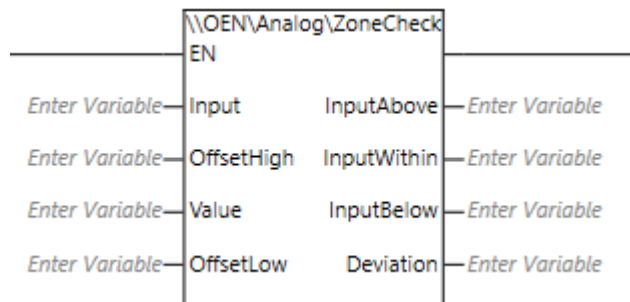 \\OEN\Analog\ZoneCheck
EN
Enter Variable Input InputAbove Enter Variable
Enter Variable OffsetHigh InputWithin Enter Variable
Enter Variable Value InputBelow Enter Variable
Enter Variable OffsetLow Deviation Enter Variable